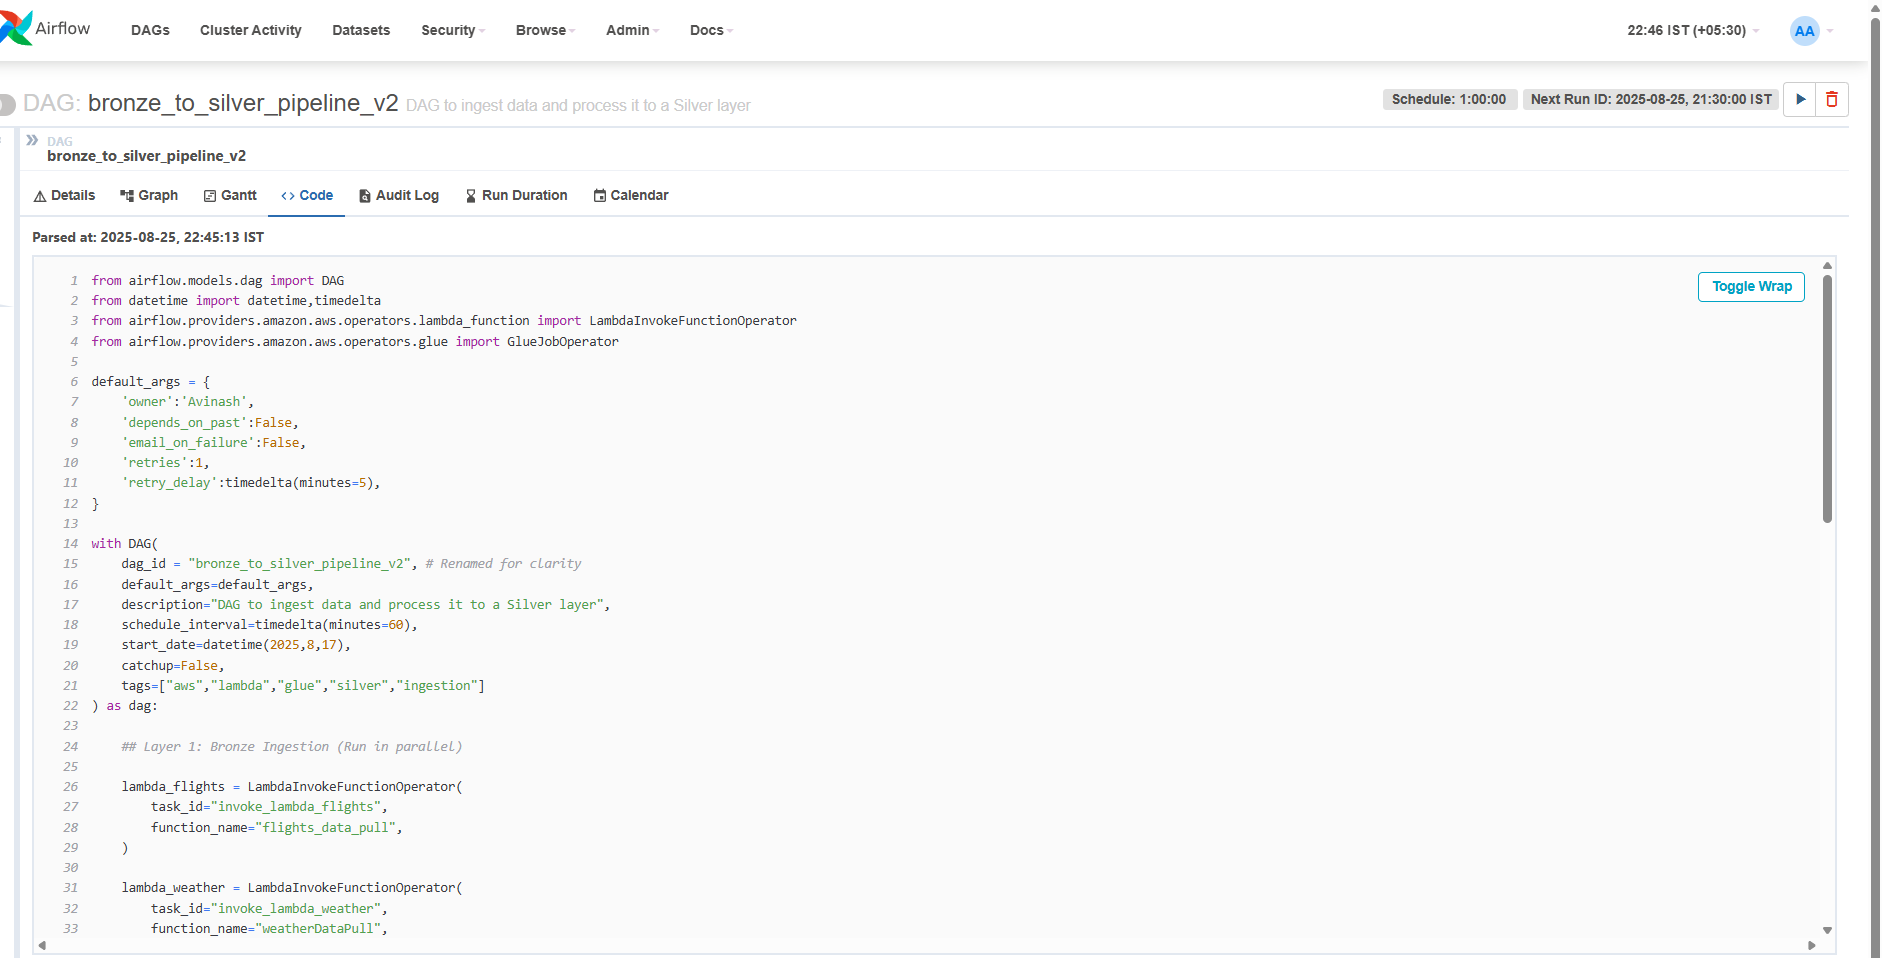 Airflow DAGs Cluster Activity Datasets Security Browse Admin Docs 22:46 IST (+05:30) AA
DAG: bronze_to_silver_pipeline_v2 DAG to ingest data and process it to a Silver layer Schedule: 1:00:00 Next Run ID: 2025-08-25, 21:30:00 IST
DAG
bronze_to_silver_pipeline_v2
Details Graph Gantt Code Audit Log Run Duration Calendar
Parsed at: 2025-08-25, 22:45:13 IST
Toggle Wrap
1 from airflow.models.dag import DAG
2 from datetime import datetime,timedelta
3 from airflow.providers.amazon.aws.operators.lambda_function import LambdaInvokeFunctionOperator
4 from airflow.providers.amazon.aws.operators.glue import GlueJobOperator
5
6 default_args = {
7     'owner':'Avinash',
8     'depends_on_past':False,
9     'email_on_failure':False,
10     'retries':1,
11     'retry_delay':timedelta(minutes=5),
12 }
13
14 with DAG(
15     dag_id = "bronze_to_silver_pipeline_v2", # Renamed for clarity
16     default_args=default_args,
17     description="DAG to ingest data and process it to a Silver layer",
18     schedule_interval=timedelta(minutes=60),
19     start_date=datetime(2025,8,17),
20     catchup=False,
21     tags=["aws","lambda","glue","silver","ingestion"]
22 ) as dag:
23
24     ## Layer 1: Bronze Ingestion (Run in parallel)
25
26     lambda_flights = LambdaInvokeFunctionOperator(
27         task_id="invoke_lambda_flights",
28         function_name="flights_data_pull",
29     )
30
31     lambda_weather = LambdaInvokeFunctionOperator(
32         task_id="invoke_lambda_weather",
33         function_name="weatherDataPull",